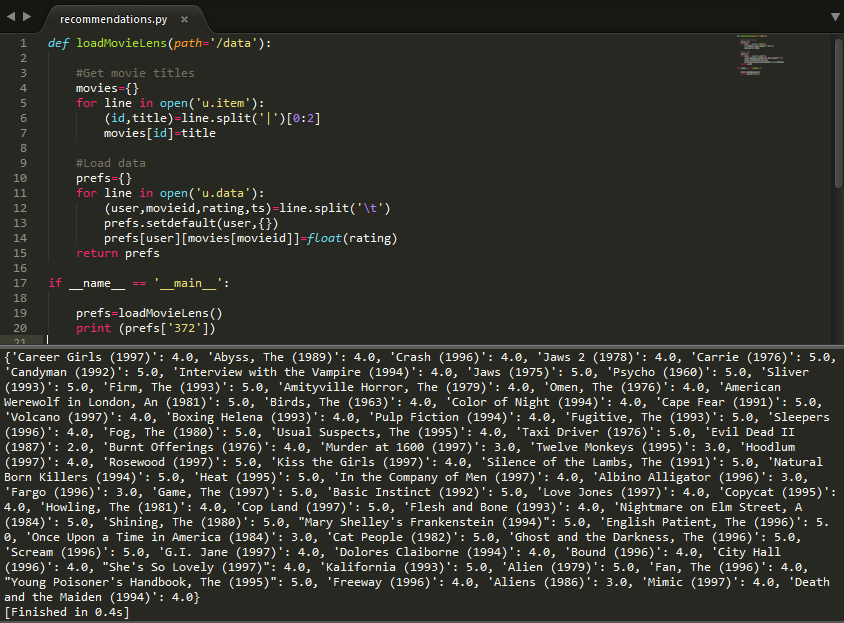 recommendations.py ×
1 def loadMovieLens(path='/data'):
2
3     #Get movie titles
4     movies={}
5     for line in open('u.item'):
6         (id,title)=line.split('|')[0:2]
7         movies[id]=title
8
9     #Load data
10     prefs={}
11     for line in open('u.data'):
12         (user,movieid,rating,ts)=line.split('\t')
13         prefs.setdefault(user,{})
14         prefs[user][movies[movieid]]=float(rating)
15     return prefs
16
17 if __name__ == '__main__':
18
19     prefs=loadMovieLens()
20     print (prefs['372'])
21
{'Career Girls (1997)': 4.0, 'Abyss, The (1989)': 4.0, 'Crash (1996)': 4.0, 'Jaws 2 (1978)': 4.0, 'Carrie (1976)': 5.0,
'Candyman (1992)': 5.0, 'Interview with the Vampire (1994)': 4.0, 'Jaws (1975)': 5.0, 'Psycho (1960)': 5.0, 'Sliver
(1993)': 5.0, 'Firm, The (1993)': 5.0, 'Amityville Horror, The (1979)': 4.0, 'Omen, The (1976)': 4.0, 'American
Werewolf in London, An (1981)': 5.0, 'Birds, The (1963)': 4.0, 'Color of Night (1994)': 4.0, 'Cape Fear (1991)': 5.0,
'Volcano (1997)': 4.0, 'Boxing Helena (1993)': 4.0, 'Pulp Fiction (1994)': 4.0, 'Fugitive, The (1993)': 5.0, 'Sleepers
(1996)': 4.0, 'Fog, The (1980)': 5.0, 'Usual Suspects, The (1995)': 4.0, 'Taxi Driver (1976)': 5.0, 'Evil Dead II
(1987)': 2.0, 'Burnt Offerings (1976)': 4.0, 'Murder at 1600 (1997)': 3.0, 'Twelve Monkeys (1995)': 3.0, 'Hoodlum
(1997)': 4.0, 'Rosewood (1997)': 5.0, 'Kiss the Girls (1997)': 4.0, 'Silence of the Lambs, The (1991)': 5.0, 'Natural
Born Killers (1994)': 5.0, 'Heat (1995)': 5.0, 'In the Company of Men (1997)': 4.0, 'Albino Alligator (1996)': 3.0,
'Fargo (1996)': 3.0, 'Game, The (1997)': 5.0, 'Basic Instinct (1992)': 5.0, 'Love Jones (1997)': 4.0, 'Copycat (1995)':
4.0, 'Howling, The (1981)': 4.0, 'Cop Land (1997)': 5.0, 'Flesh and Bone (1993)': 4.0, 'Nightmare on Elm Street, A
(1984)': 5.0, 'Shining, The (1980)': 5.0, "Mary Shelley's Frankenstein (1994)": 5.0, 'English Patient, The (1996)': 5.
0, 'Once Upon a Time in America (1984)': 3.0, 'Cat People (1982)': 5.0, 'Ghost and the Darkness, The (1996)': 5.0,
'Scream (1996)': 5.0, 'G.I. Jane (1997)': 4.0, 'Dolores Claiborne (1994)': 4.0, 'Bound (1996)': 4.0, 'City Hall
(1996)': 4.0, "She's So Lovely (1997)": 4.0, 'Kalifornia (1993)': 5.0, 'Alien (1979)': 5.0, 'Fan, The (1996)': 4.0,
"Young Poisoner's Handbook, The (1995)": 5.0, 'Freeway (1996)': 4.0, 'Aliens (1986)': 3.0, 'Mimic (1997)': 4.0, 'Death
and the Maiden (1994)': 4.0}
[Finished in 0.4s]